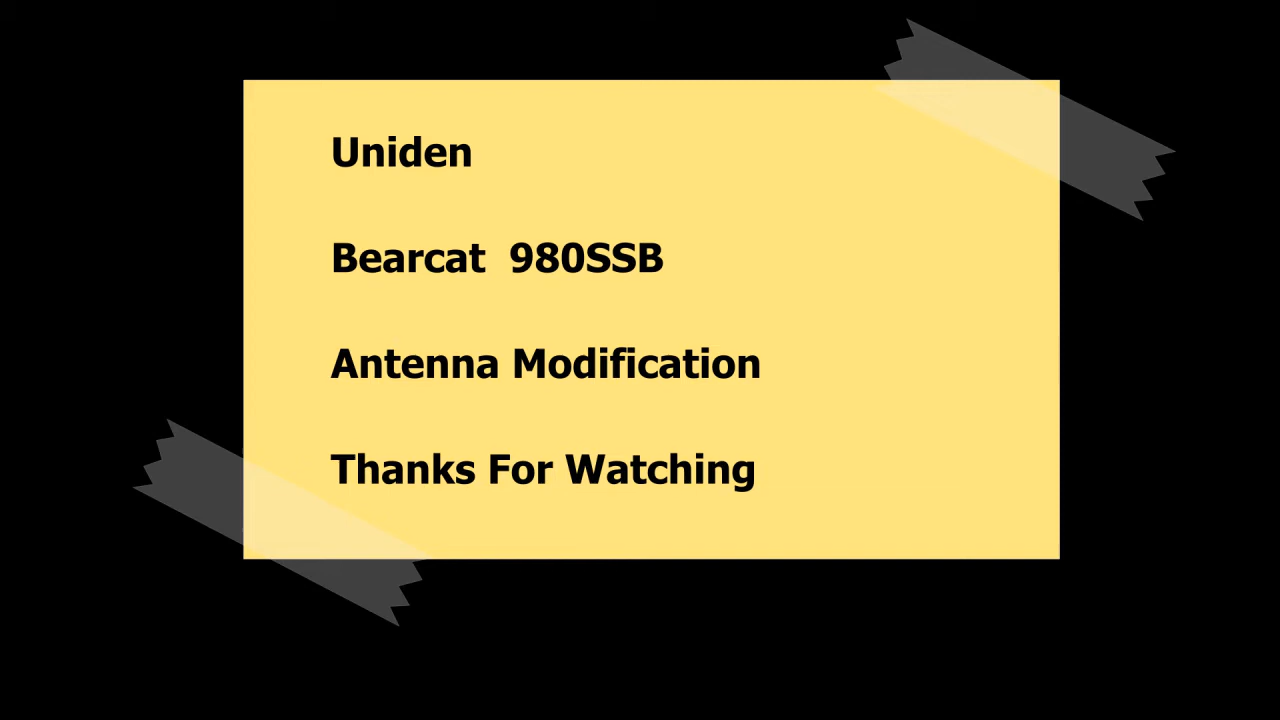 Uniden
Bearcat  980SSB
Antenna Modification
Thanks For Watching